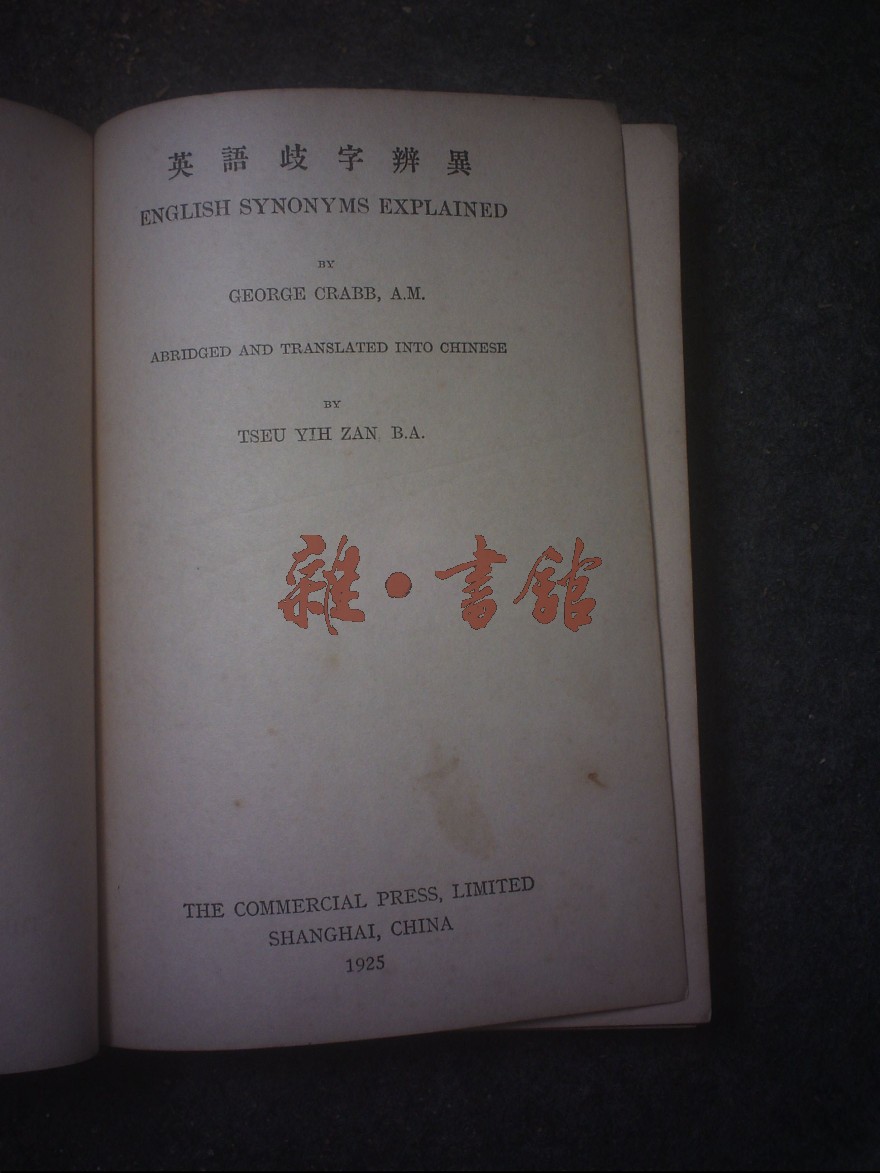 英語歧字辨異
ENGLISH SYNONYMS EXPLAINED
BY
GEORGE CRABB, A.M.
ABRIDGED AND TRANSLATED INTO CHINESE
BY
TSEU YIH ZAN B.A.
雜·書館
THE COMMERCIAL PRESS, LIMITED
SHANGHAI, CHINA
1925